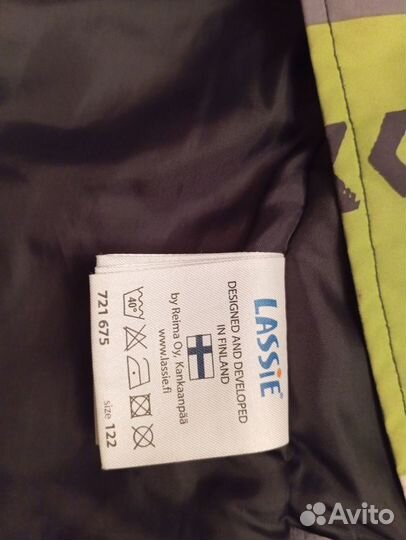 LASSiE
DESIGNED AND DEVELOPED
IN FINLAND
by Reima Oy, Kankaanpää
www.lassie.fi
40°
721 675
size 122
Avito